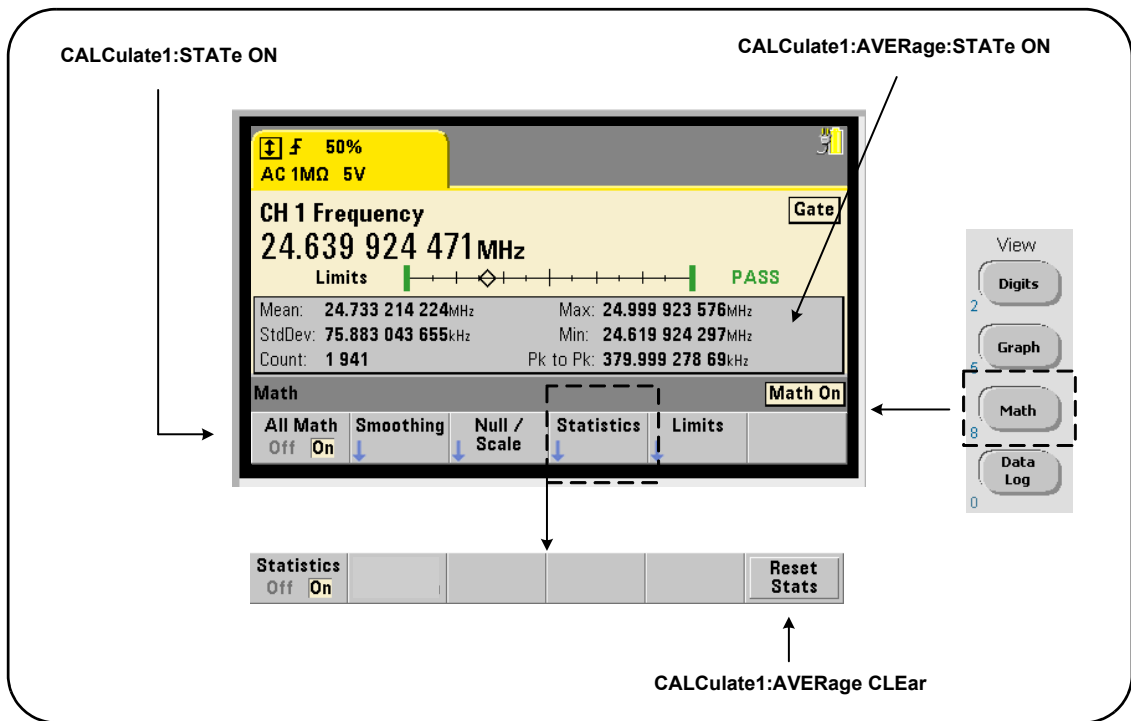 CALCulate1:STATe ON
CALCulate1:AVERage:STATe ON
50%
AC 1MΩ 5V
CH 1 Frequency
Gate
24.639 924 471 MHz
Limits PASS
Mean: 24.733 214 224MHz Max: 24.999 923 576MHz
StdDev: 75.883 043 655kHz Min: 24.619 924 297MHz
Count: 1 941 Pk to Pk: 379.999 278 69kHz
Math Math On
All Math Smoothing Null / Statistics Limits
Off On Scale
View
Digits
2
Graph
5
Math
8
Data
Log
0
Statistics Reset
Off On Stats
CALCulate1:AVERage CLEar